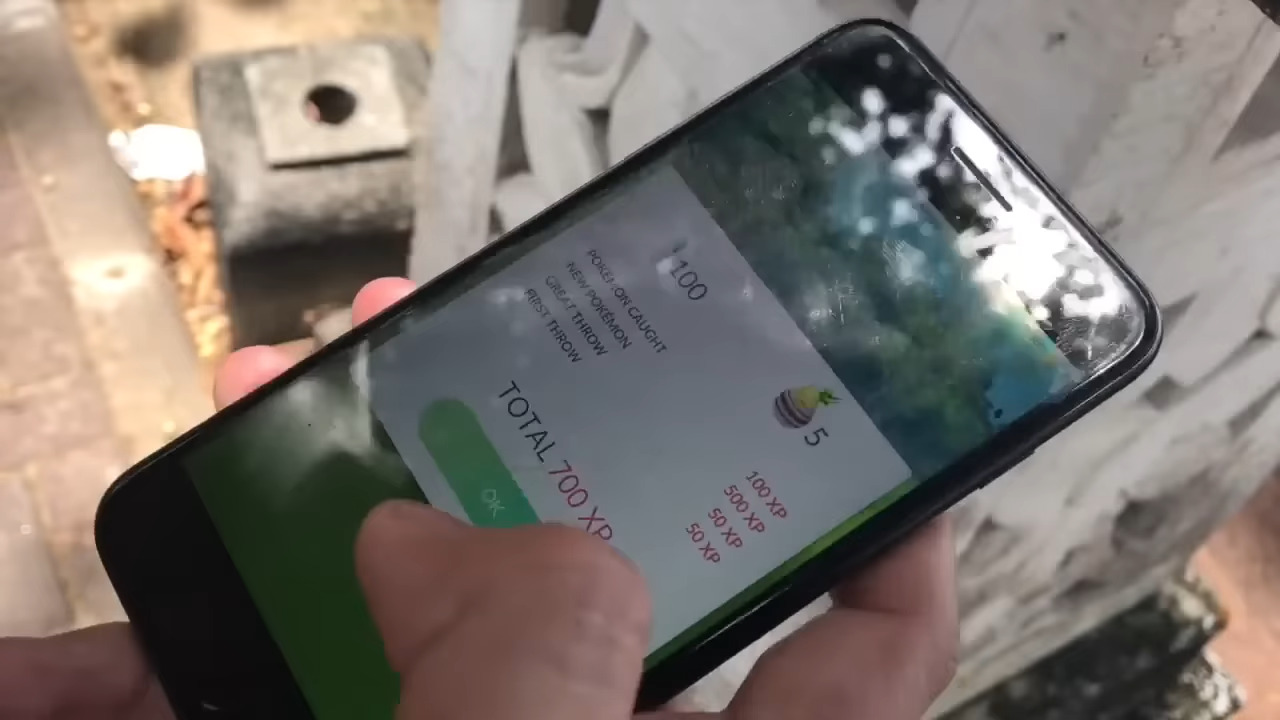 100
5
POKÉMON CAUGHT 100 XP
NEW POKÉMON 500 XP
GREAT THROW 50 XP
FIRST THROW 50 XP
TOTAL 700 XP
OK